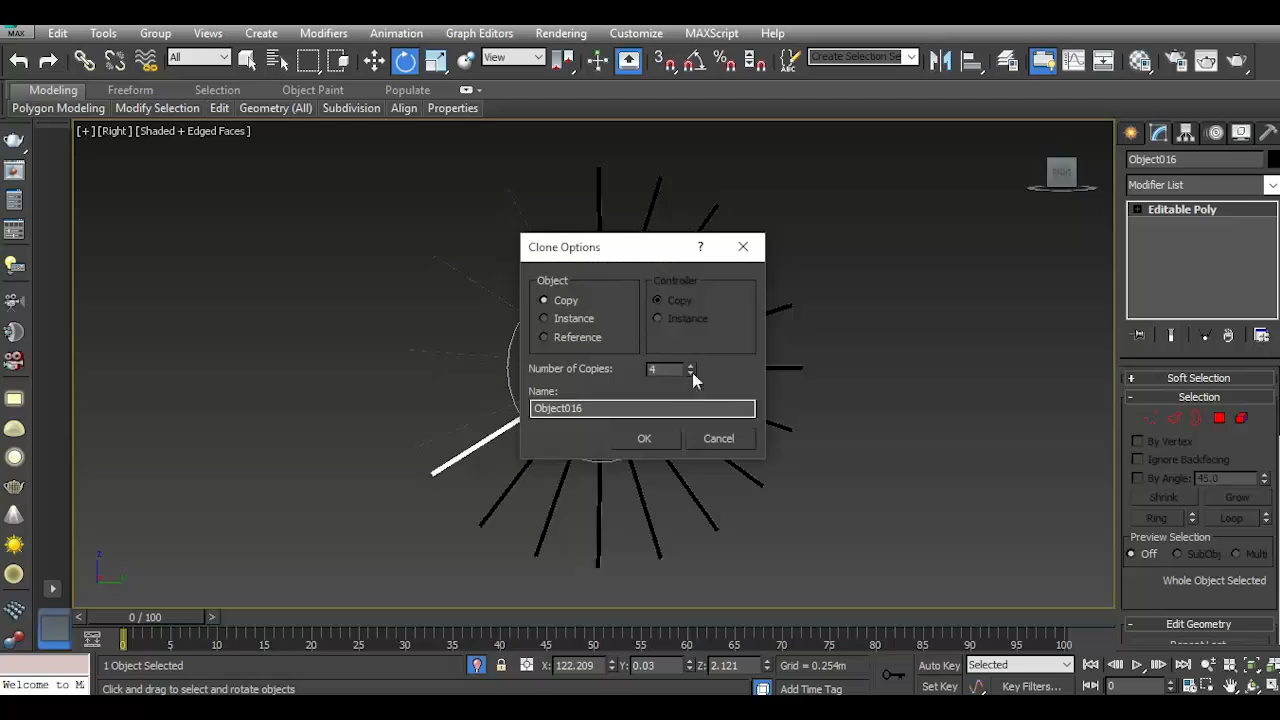 MAX Edit Tools Group Views Create Modifiers Animation Graph Editors Rendering Customize MAXScript Help
All View 3 ABC Create Selection Se
Modeling Freeform Selection Object Paint Populate
Polygon Modeling Modify Selection Edit Geometry (All) Subdivision Align Properties
[+] [Right] [Shaded + Edged Faces]
Object016
Modifier List
Editable Poly
Clone Options ?
Object
Copy
Instance
Reference
Controller
Copy
Instance
Number of Copies: 4
Name:
Object016
OK Cancel
Soft Selection
Selection
By Vertex
Ignore Backfacing
By Angle: 45.0
Shrink Grow
Ring Loop
Preview Selection
Off SubObj Multi
Whole Object Selected
Edit Geometry
z
< 0 / 100 >
0 5 10 15 20 25 30 35 40 45 50 55 60 65 70 75 80 85 90 95 100
1 Object Selected X: 122.209 Y: 0.03 Z: 2.121 Grid = 0.254m Auto Key Selected
Welcome to M Click and drag to select and rotate objects Add Time Tag Set Key Key Filters... 0